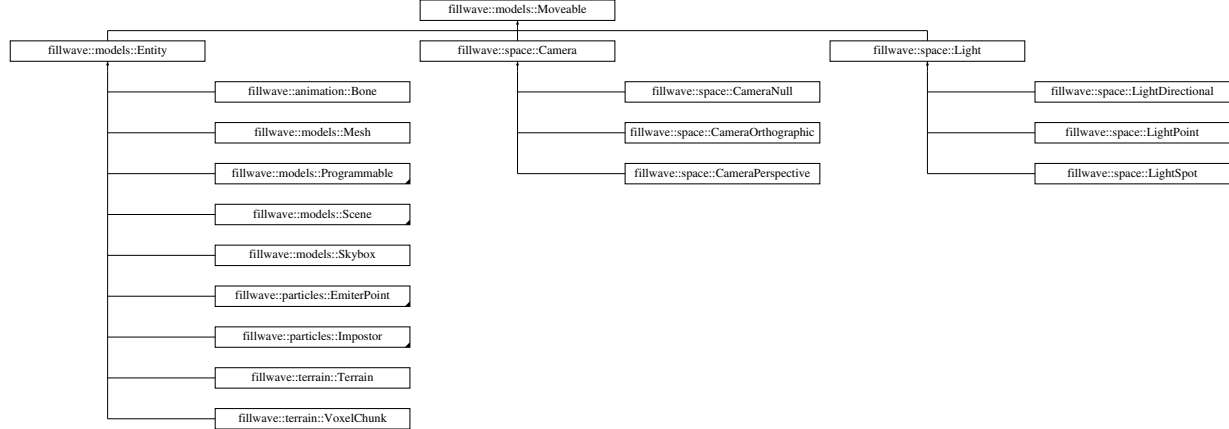 fillwave::models::Moveable
fillwave::models::Entity
fillwave::space::Camera
fillwave::space::Light
fillwave::animation::Bone
fillwave::space::CameraNull
fillwave::space::LightDirectional
fillwave::models::Mesh
fillwave::space::CameraOrthographic
fillwave::space::LightPoint
fillwave::models::Programmable
fillwave::space::CameraPerspective
fillwave::space::LightSpot
fillwave::models::Scene
fillwave::models::Skybox
fillwave::particles::EmiterPoint
fillwave::particles::Impostor
fillwave::terrain::Terrain
fillwave::terrain::VoxelChunk